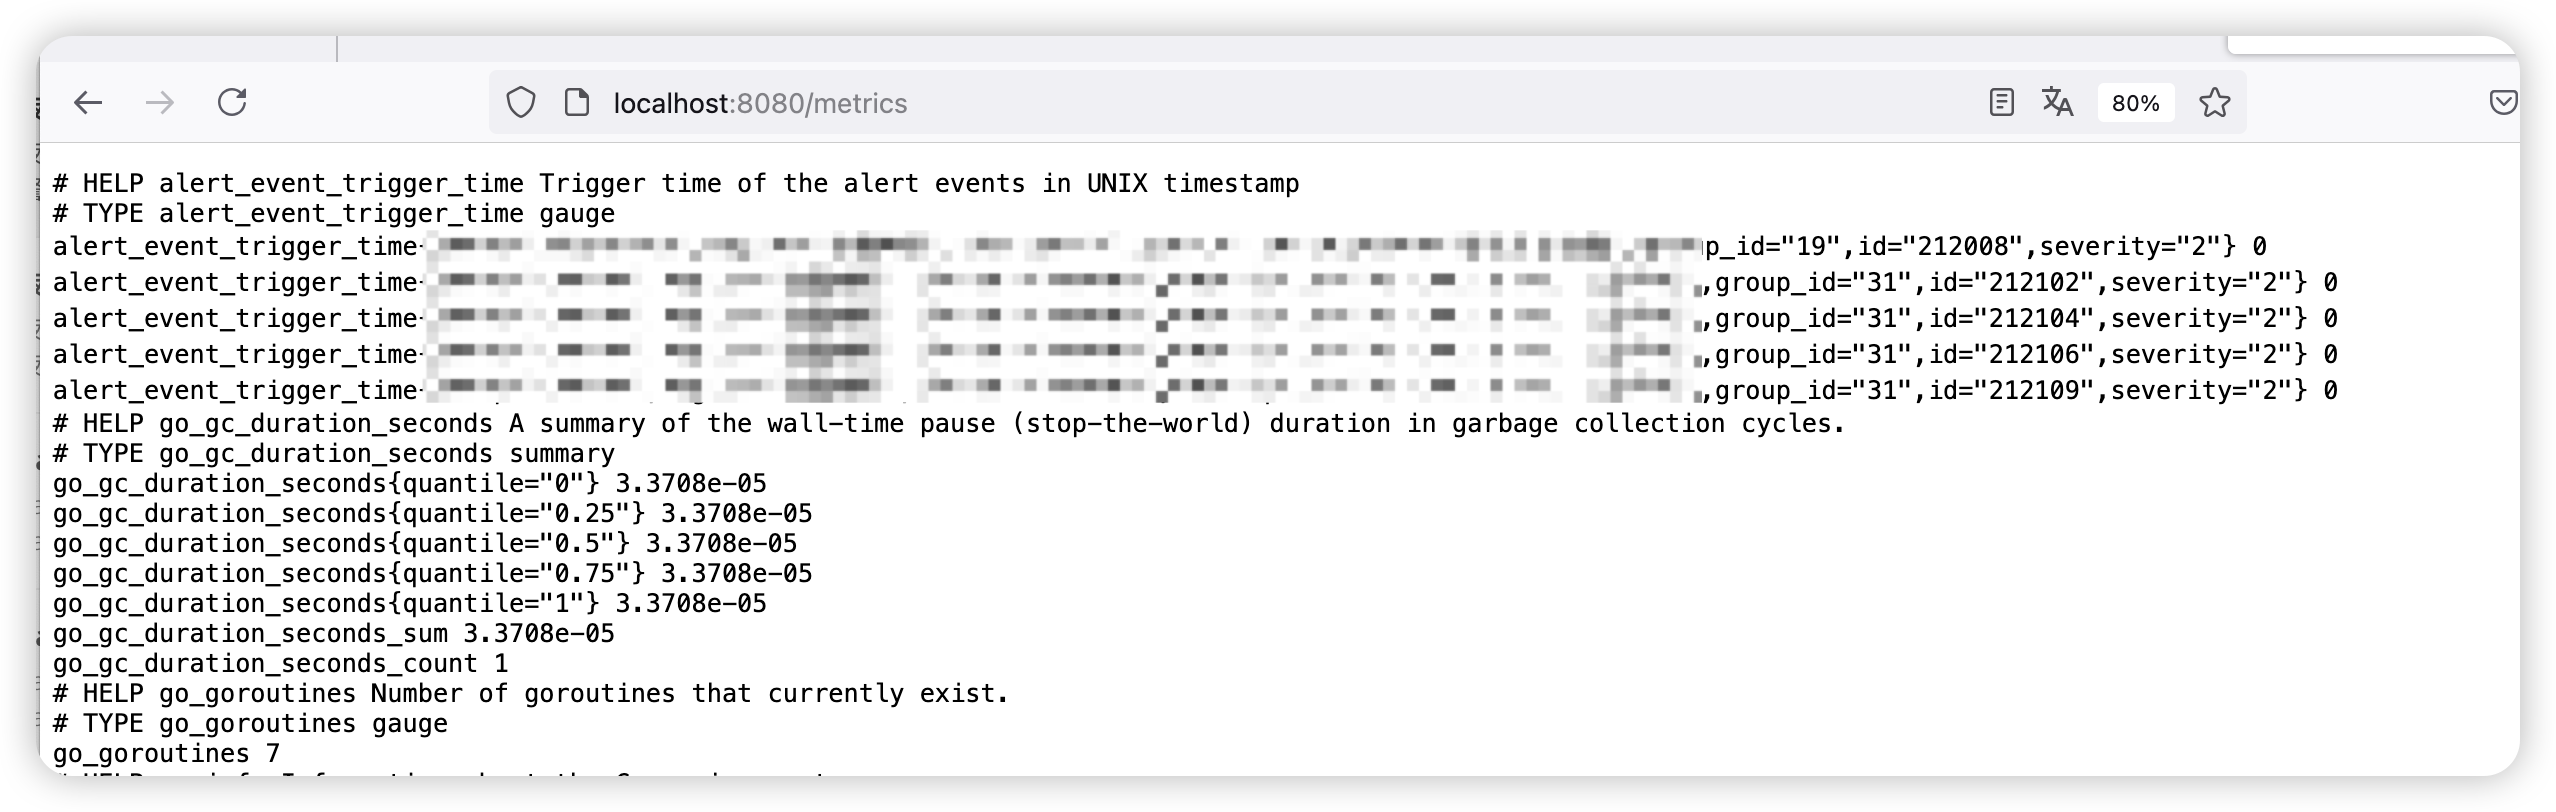 localhost:8080/metrics
80%
# HELP alert_event_trigger_time Trigger time of the alert events in UNIX timestamp
# TYPE alert_event_trigger_time gauge
alert_event_trigger_time p_id="19",id="212008",severity="2"} 0
alert_event_trigger_time ,group_id="31",id="212102",severity="2"} 0
alert_event_trigger_time ,group_id="31",id="212104",severity="2"} 0
alert_event_trigger_time ,group_id="31",id="212106",severity="2"} 0
alert_event_trigger_time ,group_id="31",id="212109",severity="2"} 0
# HELP go_gc_duration_seconds A summary of the wall-time pause (stop-the-world) duration in garbage collection cycles.
# TYPE go_gc_duration_seconds summary
go_gc_duration_seconds{quantile="0"} 3.3708e-05
go_gc_duration_seconds{quantile="0.25"} 3.3708e-05
go_gc_duration_seconds{quantile="0.5"} 3.3708e-05
go_gc_duration_seconds{quantile="0.75"} 3.3708e-05
go_gc_duration_seconds{quantile="1"} 3.3708e-05
go_gc_duration_seconds_sum 3.3708e-05
go_gc_duration_seconds_count 1
# HELP go_goroutines Number of goroutines that currently exist.
# TYPE go_goroutines gauge
go_goroutines 7